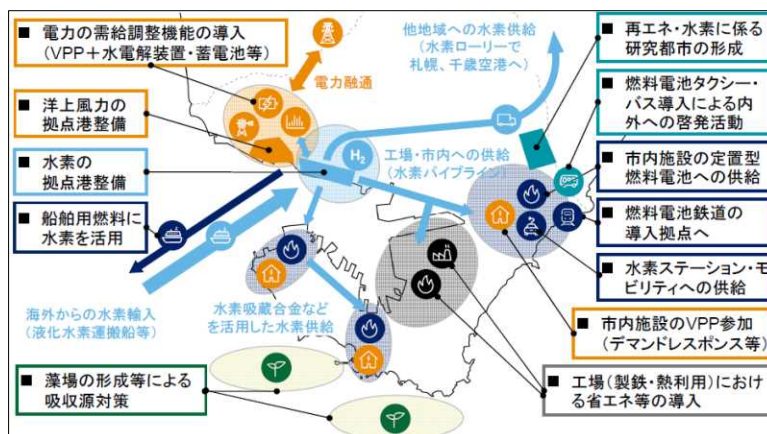 ■ 電力の需給調整機能の導入
(VPP＋水電解装置・蓄電池等)
■ 洋上風力の
拠点港整備
■ 水素の
拠点港整備
■ 船舶用燃料に
水素を活用
海外からの水素輸入
(液化水素運搬船等)
■ 藻場の形成等による
吸収源対策
電力融通
他地域への水素供給
(水素ローリーで
札幌、千歳空港へ)
H₂
工場・市内への供給
(水素パイプライン)
水素吸蔵合金など
を活用した水素供給
■ 再エネ・水素に係る
研究都市の形成
■ 燃料電池タクシー・
バス導入による内
外への啓発活動
■ 市内施設の定置型
燃料電池への供給
■ 燃料電池鉄道の
導入拠点へ
■ 水素ステーション・モ
ビリティへの供給
■ 市内施設のVPP参加
(デマンドレスポンス等)
■ 工場(製鉄・熱利用)におけ
る省エネ等の導入